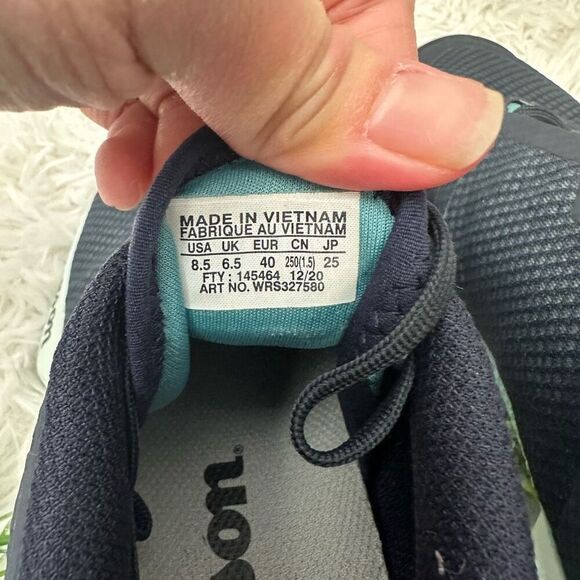 MADE IN VIETNAM
FABRIQUE AU VIETNAM
USA UK EUR CN JP
8.5 6.5 40 250(1.5) 25
FTY : 145464 12/20
ART NO. WRS327580
son.